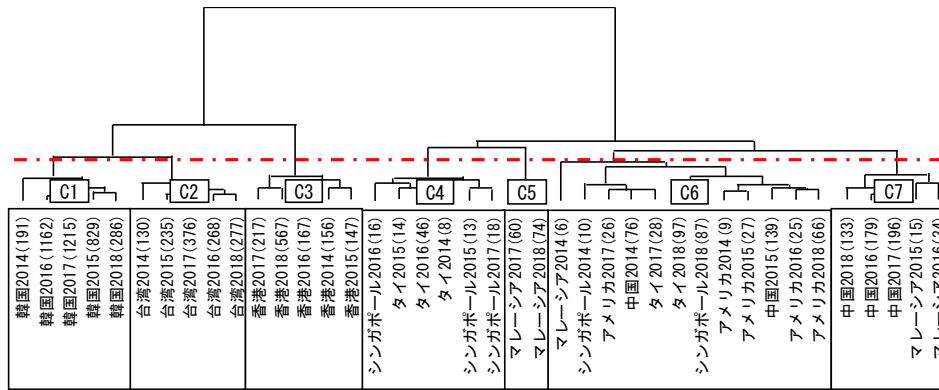 C1
C2
C3
C4
C5
C6
C7
韓国2014(191)
韓国2016(1162)
韓国2017(1215)
韓国2015(829)
韓国2018(286)
台湾2014(130)
台湾2015(235)
台湾2017(376)
台湾2016(268)
台湾2018(277)
香港2017(217)
香港2018(567)
香港2016(167)
香港2014(156)
香港2015(147)
シンガポール2016(16)
タイ2015(14)
タイ2016(46)
タイ2014(8)
シンガポール2015(13)
シンガポール2017(18)
マレーシア2017(60)
マレーシア2018(74)
マレーシア2014(6)
シンガポール2014(10)
アメリカ2017(26)
中国2014(76)
タイ2017(28)
タイ2018(97)
シンガポール2018(87)
アメリカ2014(9)
アメリカ2015(27)
中国2015(139)
アメリカ2016(25)
アメリカ2018(66)
中国2018(133)
中国2016(179)
中国2017(196)
マレーシア2015(15)
マレーシア2016(24)